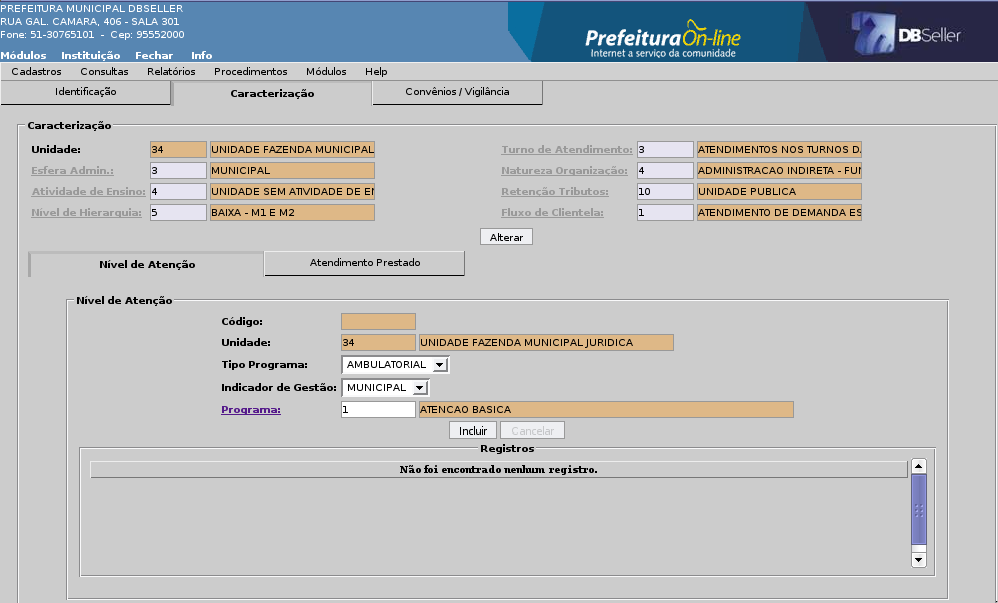 PREFEITURA MUNICIPAL DBSELLER
RUA GAL. CAMARA, 406 - SALA 301
Fone: 51-30765101 - Cep: 95552000
PrefeituraOn-line
Internet a serviço da comunidade
DBSeller
Módulos Instituição Fechar Info
Cadastros Consultas Relatórios Procedimentos Módulos Help
Identificação Caracterização Convênios / Vigilância
Caracterização
Unidade: 34 UNIDADE FAZENDA MUNICIPAL Turno de Atendimento: 3 ATENDIMENTOS NOS TURNOS D
Esfera Admin.: 3 MUNICIPAL Natureza Organização: 4 ADMINISTRACAO INDIRETA - FU
Atividade de Ensino: 4 UNIDADE SEM ATIVIDADE DE E Retenção Tributos: 10 UNIDADE PUBLICA
Nível de Hierarquia: 5 BAIXA - M1 E M2 Fluxo de Clientela: 1 ATENDIMENTO DE DEMANDA ES
Alterar
Nível de Atenção Atendimento Prestado
Nível de Atenção
Código:
Unidade: 34 UNIDADE FAZENDA MUNICIPAL JURIDICA
Tipo Programa: AMBULATORIAL
Indicador de Gestão: MUNICIPAL
Programa: 1 ATENCAO BASICA
Incluir Cancelar
Registros
Não foi encontrado nenhum registro.